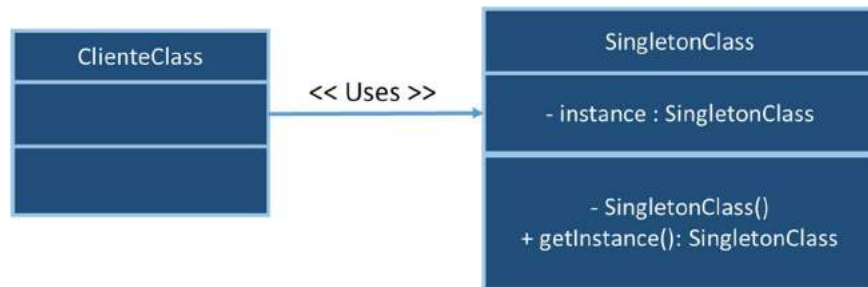 ClienteClass
<< Uses >>
SingletonClass
- instance : SingletonClass
- SingletonClass()
+ getInstance(): SingletonClass